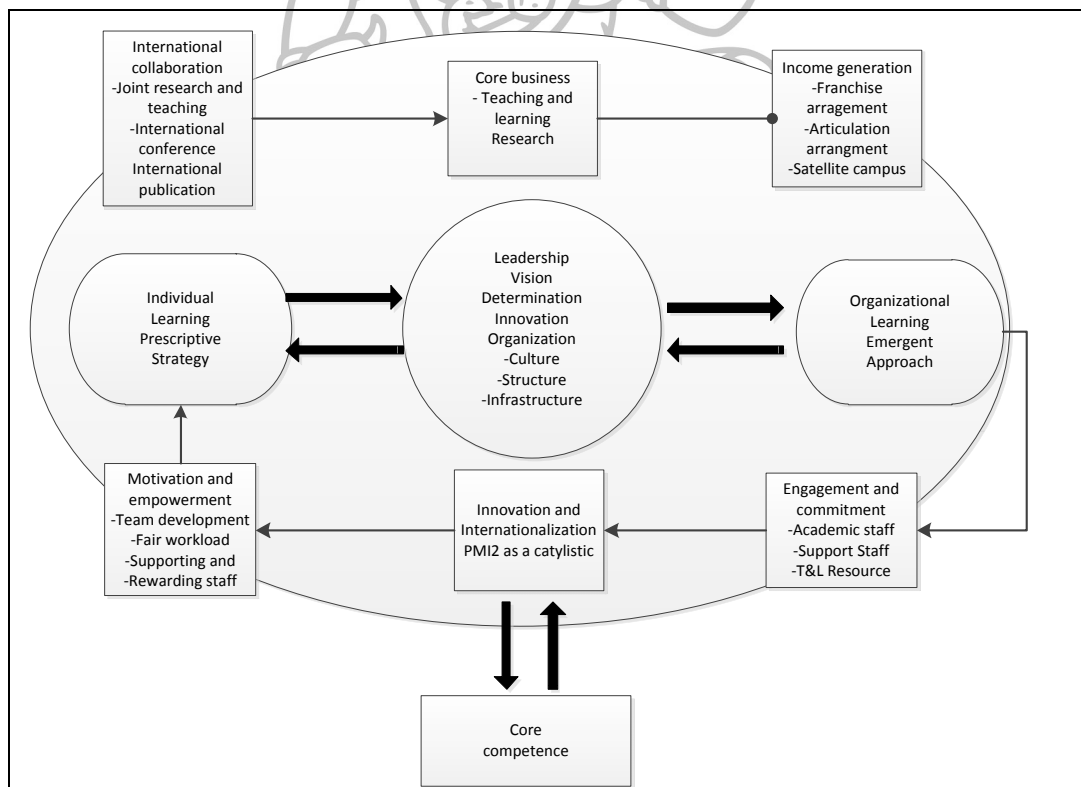 International
collaboration
-Joint research and
teaching
-International
conference
International
publication
Core business
- Teaching and
learning
Research
Income generation
-Franchise
arragement
-Articulation
arrangment
-Satellite campus
Individual
Learning
Prescriptive
Strategy
Leadership
Vision
Determination
Innovation
Organization
-Culture
-Structure
-Infrastructure
Organizational
Learning
Emergent
Approach
Motivation and
empowerment
-Team development
-Fair workload
-Supporting and
-Rewarding staff
Innovation and
Internationalization
PMI2 as a catylistic
Engagement and
commitment
-Academic staff
-Support Staff
-T&L Resource
Core
competence